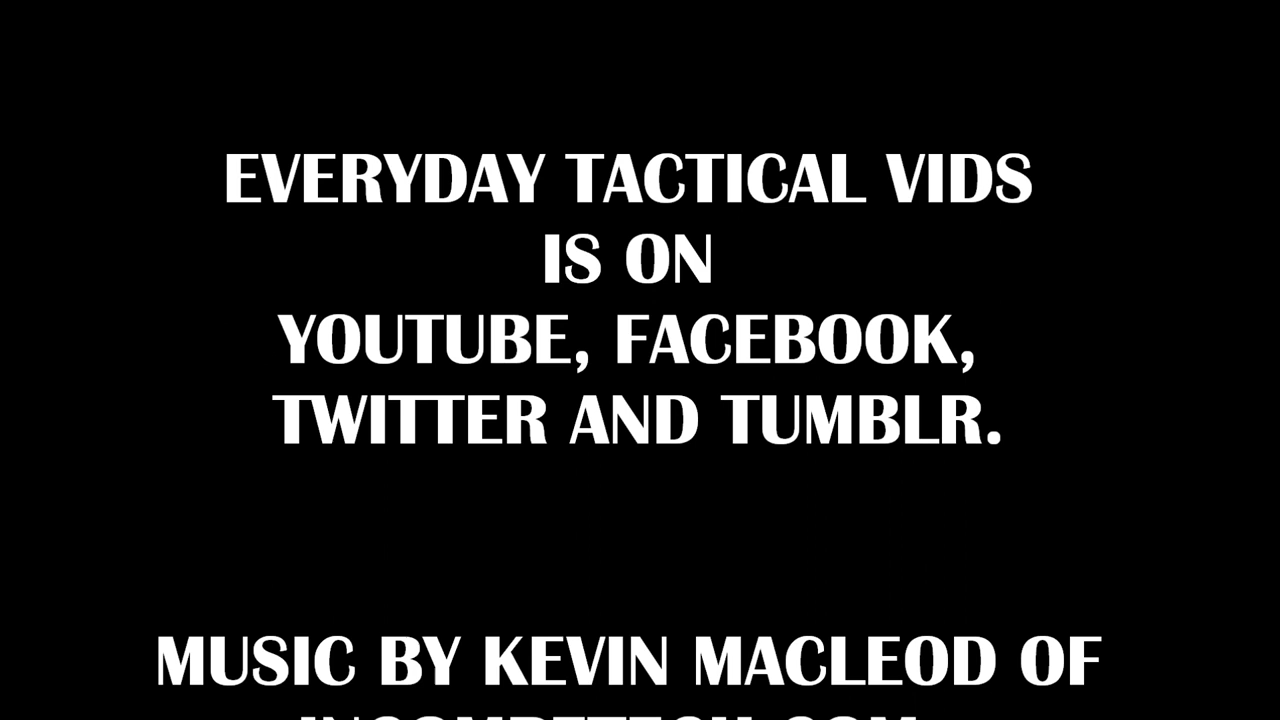 EVERYDAY TACTICAL VIDS
IS ON
YOUTUBE, FACEBOOK,
TWITTER AND TUMBLR.
MUSIC BY KEVIN MACLEOD OF